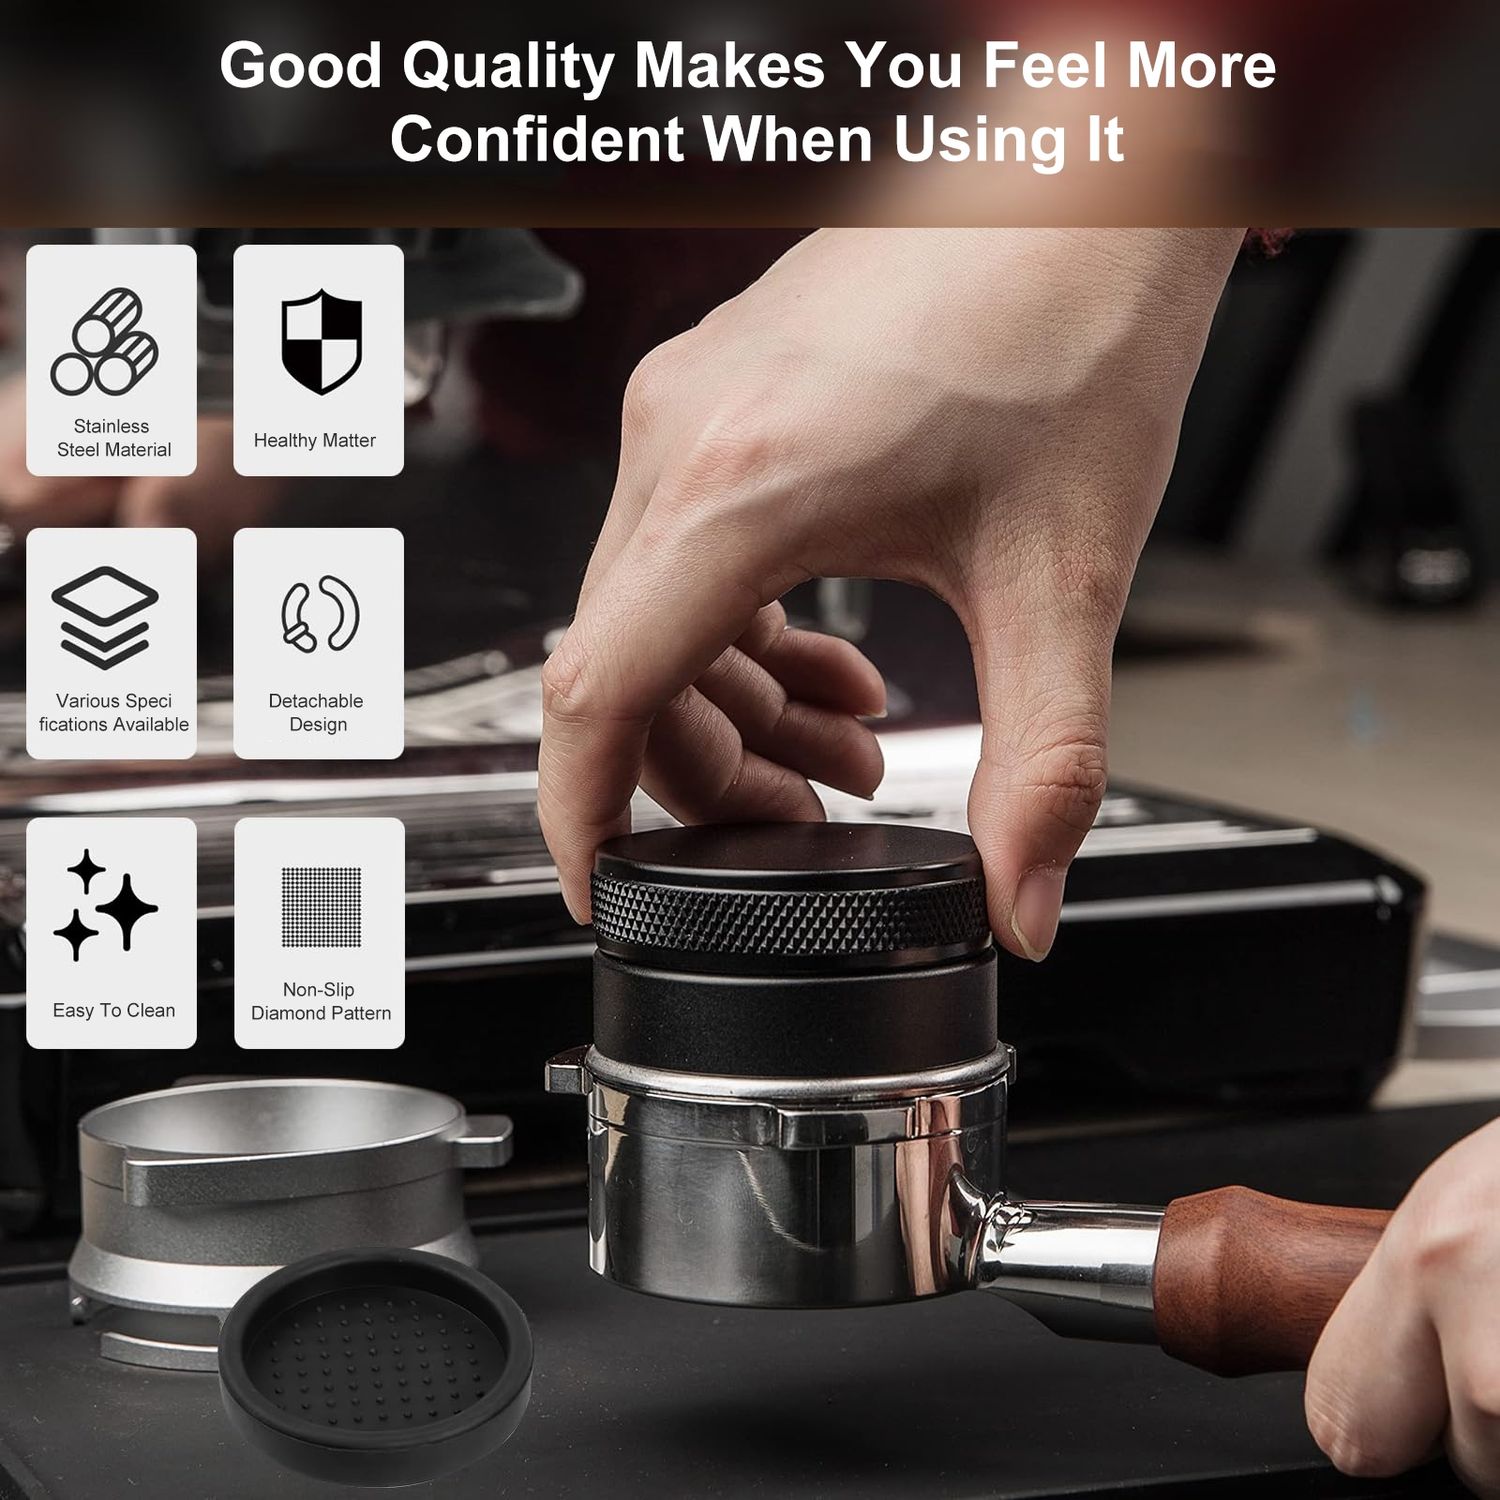 Good Quality Makes You Feel More
Confident When Using It
Stainless
Steel Material
Healthy Matter
Various Speci
fications Available
Detachable
Design
Easy To Clean
Non-Slip
Diamond Pattern